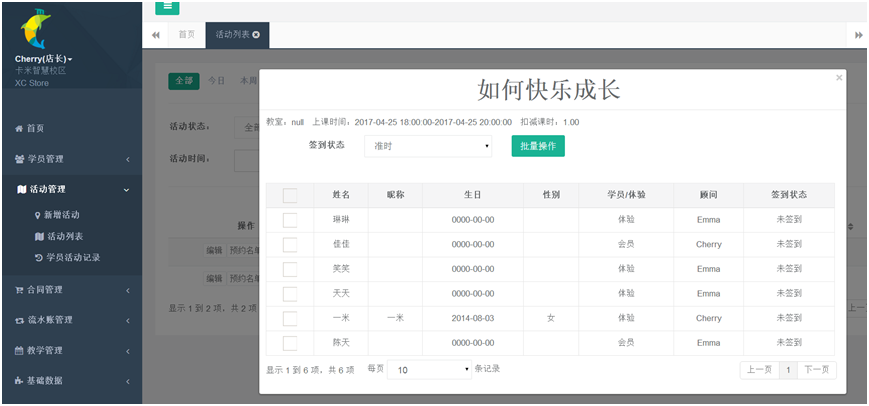 Cherry(店长)
卡米智慧校区
XC Store
首页
学员管理
活动管理
新增活动
活动列表
学员活动记录
合同管理
流水账管理
教学管理
基础数据
首页 活动列表
全部 今日 本周
活动状态： 全部
活动时间：
操作
编辑 预约名单
编辑 预约名单
显示 1 到 2 项，共 2 项
上一
如何快乐成长
×
教室：null 上课时间：2017-04-25 18:00:00-2017-04-25 20:00:00 扣减课时：1.00
签到状态 准时 批量操作
姓名 昵称 生日 性别 学员/体验 顾问 签到状态
琳琳 0000-00-00 体验 Emma 未签到
佳佳 0000-00-00 会员 Cherry 未签到
笑笑 0000-00-00 体验 Emma 未签到
天天 0000-00-00 体验 Emma 未签到
一米 一米 2014-08-03 女 体验 Cherry 未签到
陈天 0000-00-00 会员 Emma 未签到
显示 1 到 6 项，共 6 项 每页 10 条记录
上一页 1 下一页